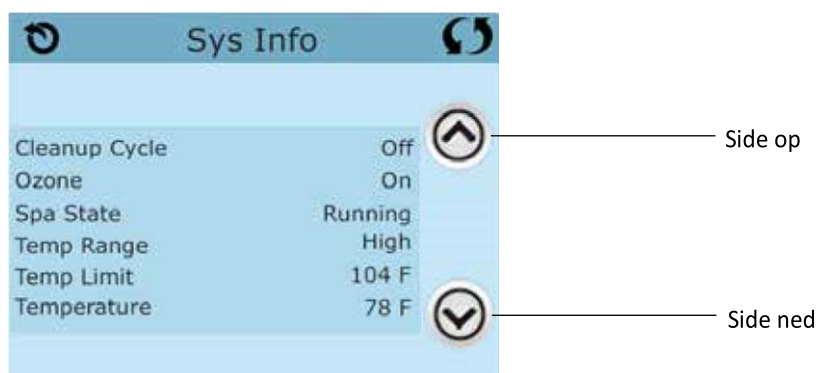 Sys Info
Cleanup Cycle Off
Side op
Ozone On
Spa State Running
Temp Range High
Temp Limit 104 F
Temperature 78 F
Side ned